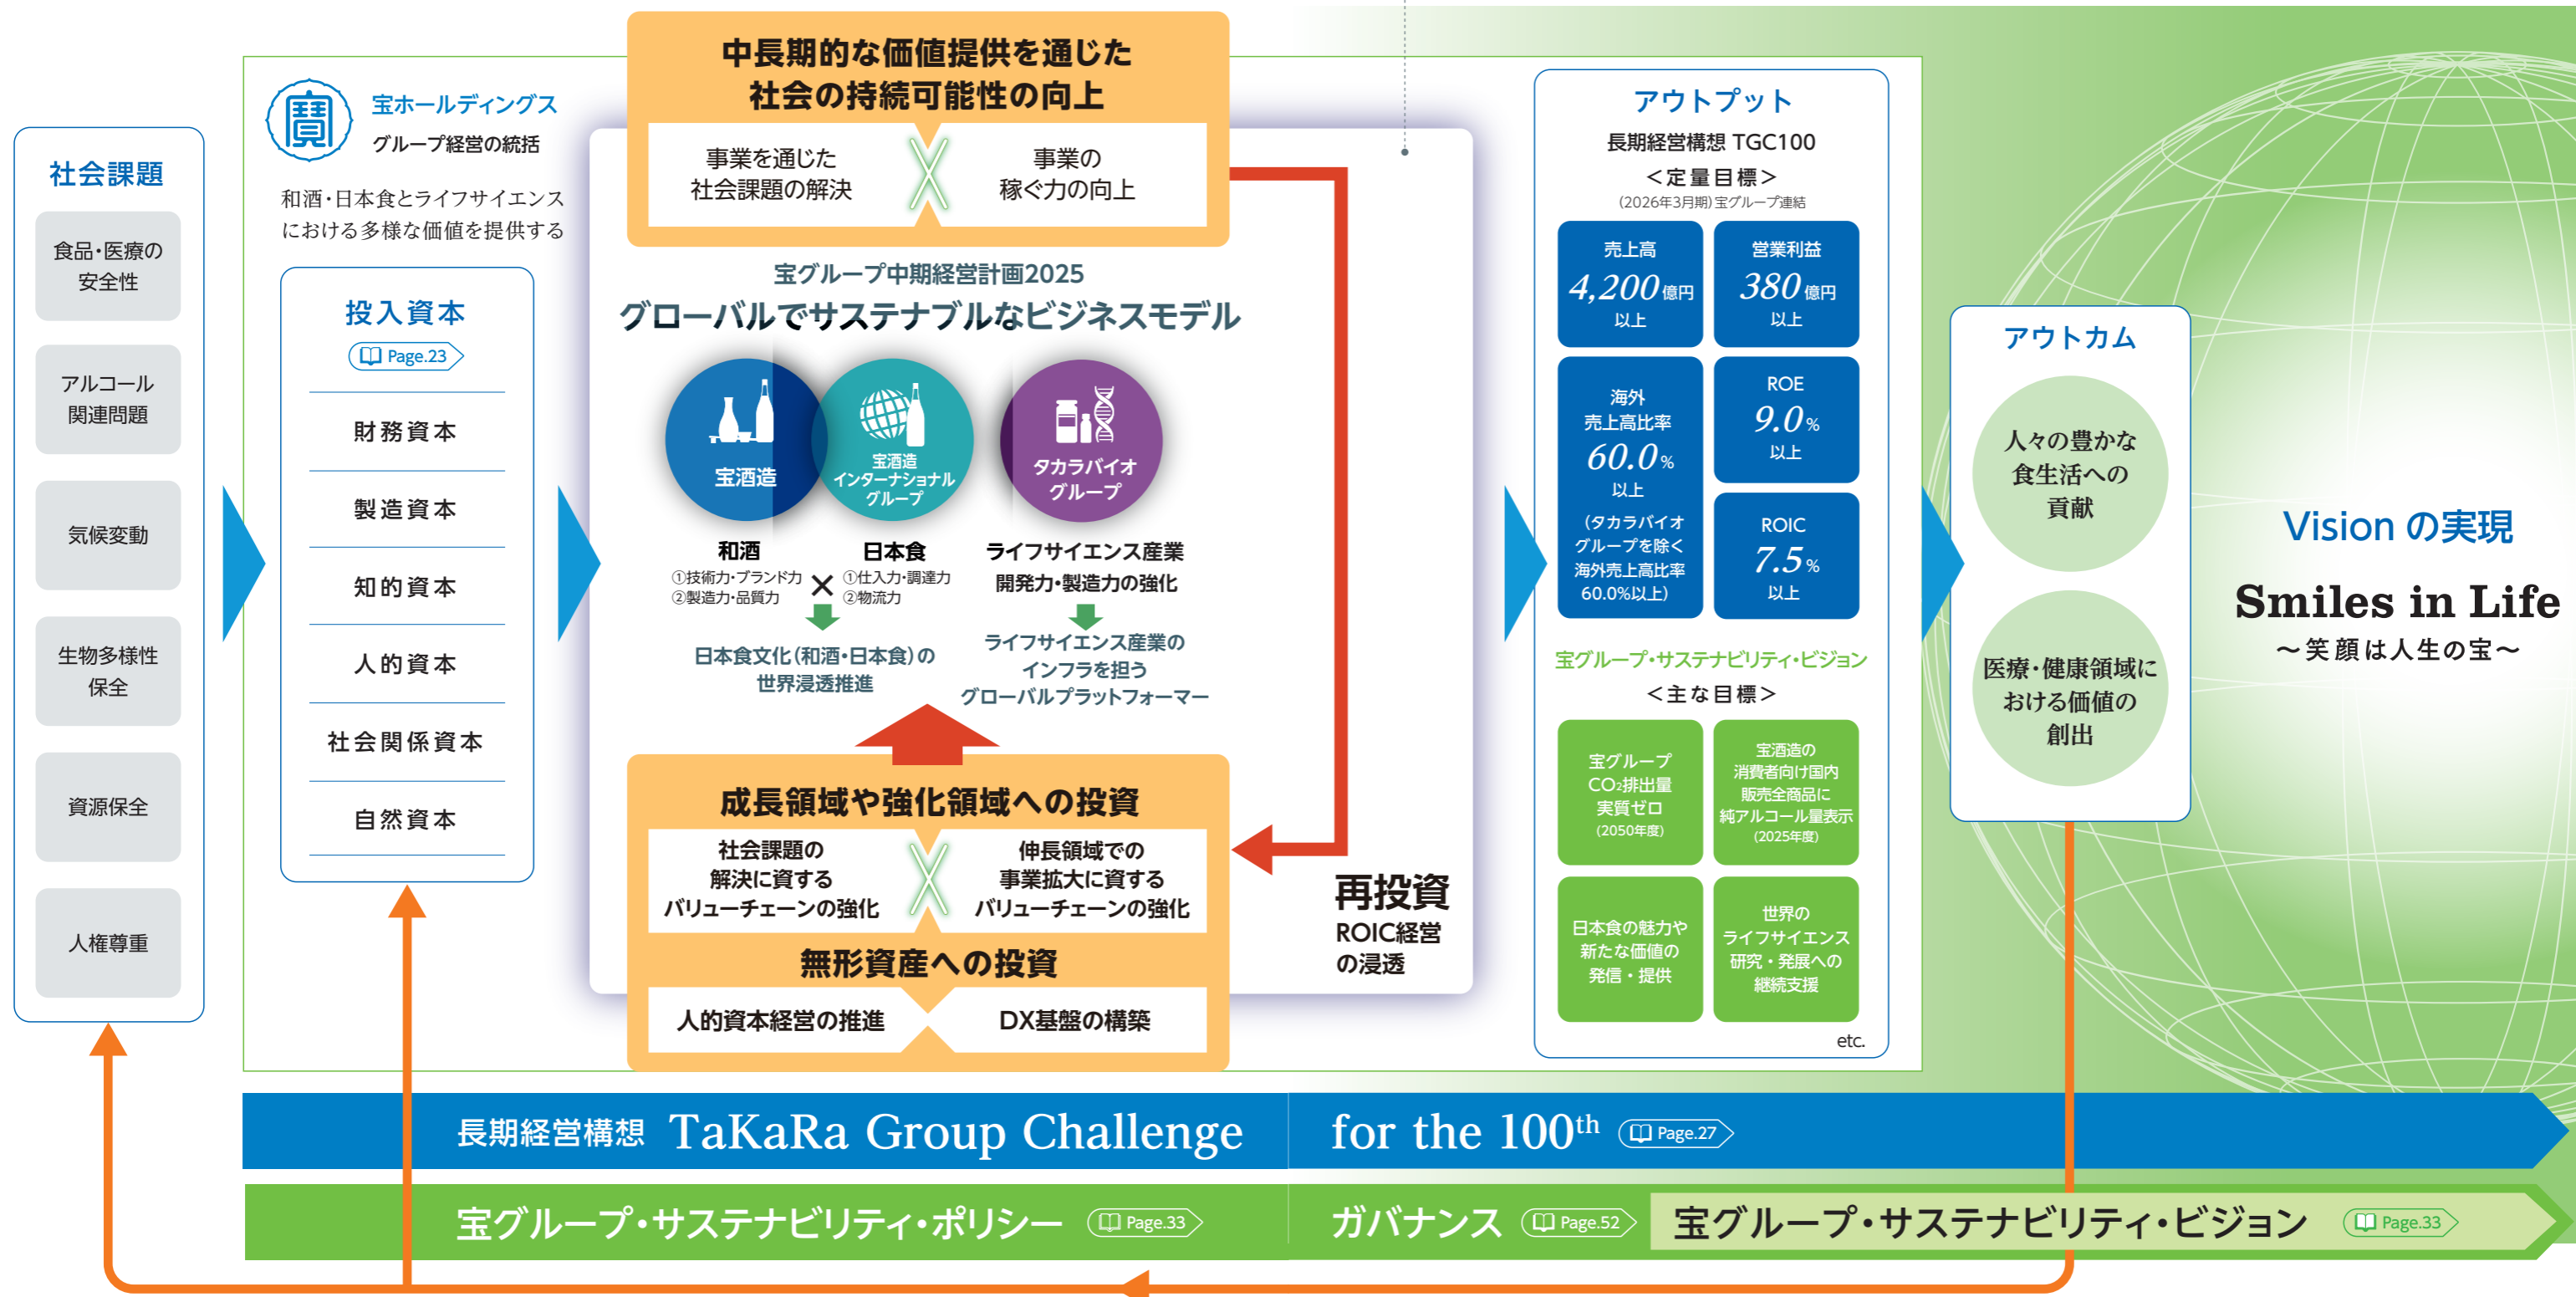 社会課題
食品・医療の
安全性
アルコール
関連問題
気候変動
生物多様性
保全
資源保全
人権尊重
寶
宝ホールディングス
グループ経営の統括
和酒・日本食とライフサイエンス
における多様な価値を提供する
投入資本
Page.23
財務資本
製造資本
知的資本
人的資本
社会関係資本
自然資本
中長期的な価値提供を通じた
社会の持続可能性の向上
事業を通じた
社会課題の解決
事業の
稼ぐ力の向上
宝グループ中期経営計画2025
グローバルでサステナブルなビジネスモデル
宝酒造
宝酒造
インターナショナル
グループ
タカラバイオ
グループ
和酒
①技術力・ブランド力
②製造力・品質力
×
日本食
①仕入力・調達力
②物流力
ライフサイエンス産業
開発力・製造力の強化
日本食文化(和酒・日本食)の
世界浸透推進
ライフサイエンス産業の
インフラを担う
グローバルプラットフォーマー
成長領域や強化領域への投資
社会課題の
解決に資する
バリューチェーンの強化
伸長領域での
事業拡大に資する
バリューチェーンの強化
無形資産への投資
人的資本経営の推進
DX基盤の構築
再投資
ROIC経営
の浸透
アウトプット
長期経営構想 TGC100
<定量目標>
(2026年3月期)宝グループ連結
売上高
4,200億円
以上
営業利益
380億円
以上
海外
売上高比率
60.0%
以上
(タカラバイオ
グループを除く
海外売上高比率
60.0%以上)
ROE
9.0%
以上
ROIC
7.5%
以上
宝グループ・サステナビリティ・ビジョン
<主な目標>
宝グループ
CO2排出量
実質ゼロ
(2050年度)
宝酒造の
消費者向け国内
販売全商品に
純アルコール量表示
(2025年度)
日本食の魅力や
新たな価値の
発信・提供
世界の
ライフサイエンス
研究・発展への
継続支援
etc.
アウトカム
人々の豊かな
食生活への
貢献
医療・健康領域に
おける価値の
創出
Vision の実現
Smiles in Life
～笑顔は人生の宝～
長期経営構想 TaKaRa Group Challenge for the 100th Page.27
宝グループ・サステナビリティ・ポリシー Page.33
ガバナンス Page.52
宝グループ・サステナビリティ・ビジョン Page.33